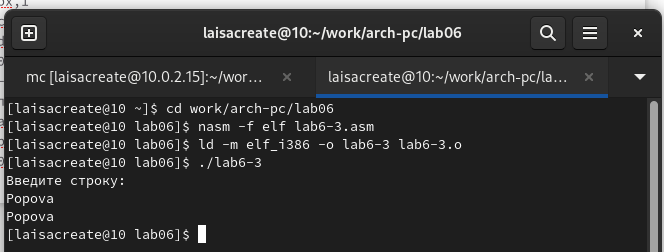 laisacreate@10:~/work/arch-pc/lab06
mc [laisacreate@10.0.2.15]:~/wor...
laisacreate@10:~/work/arch-pc/la...
[laisacreate@10 ~]$ cd work/arch-pc/lab06
[laisacreate@10 lab06]$ nasm -f elf lab6-3.asm
[laisacreate@10 lab06]$ ld -m elf_i386 -o lab6-3 lab6-3.o
[laisacreate@10 lab06]$ ./lab6-3
Введите строку:
Popova
Popova
[laisacreate@10 lab06]$